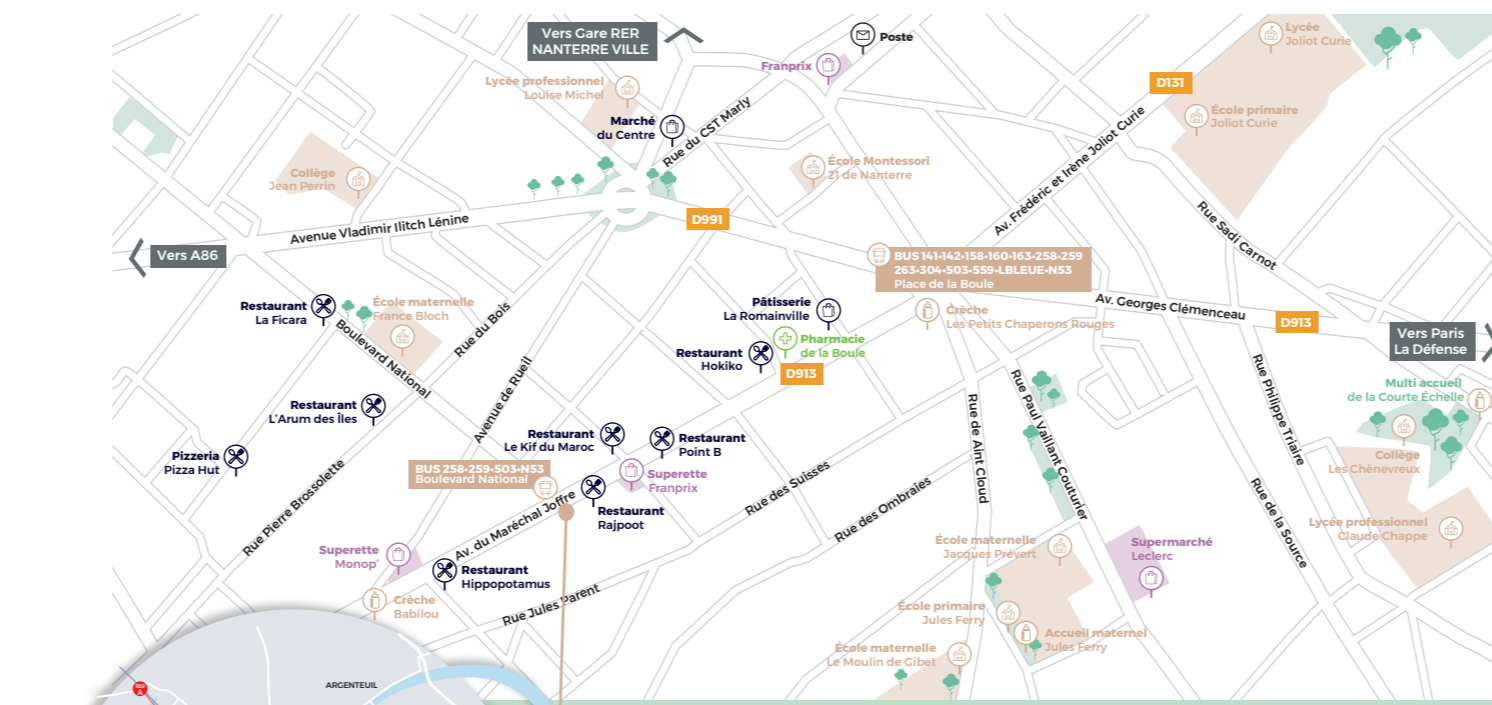 Vers Gare RER
NANTERRE VILLE
Poste
Lycée
Joliot Curie
Franprix
Lycée professionnel
Louise Michel
D131
École primaire
Joliot Curie
Marché
du Centre
Rue du CST Marly
Av. Frédéric et Irène Joliot Curie
École Montessori
21 de Nanterre
Collège
Jean Perrin
Avenue Vladimir Ilitch Lénine
D991
Rue Sadi Carnot
Vers A86
BUS 141-142-158-160-163-258-259
263-304-503-559-LBLEUE-N53
Place de la Boule
Restaurant
La Ficara
École maternelle
France Bloch
Boulevard National
Rue du Bois
Pâtisserie
La Romainville
Crèche
Les Petits Chaperons Rouges
Av. Georges Clémenceau
D913
Vers Paris
La Défense
Pharmacie
de la Boule
Restaurant
Hokiko
D913
Avenue de Rueil
Rue Paul Vaillant Couturier
Rue Philippe Triaire
Multi accueil
de la Courte Échelle
Restaurant
L'Arum des Îles
Rue de Aint Cloud
Restaurant
Le Kif du Maroc
Restaurant
Point B
Pizzeria
Pizza Hut
Collège
Les Chènevreux
BUS 258-259-503-N53
Boulevard National
Superette
Franprix
Rue des Suisses
Rue des Ombraies
Rue de la Source
Rue Pierre Brossolette
Av. du Maréchal Joffre
Restaurant
Rajpoot
Lycée professionnel
Claude Chappe
Superette
Monop'
Restaurant
Hippopotamus
École maternelle
Jacques Prévert
Supermarché
Leclerc
Crèche
Babilou
Rue Jules Parent
École primaire
Jules Ferry
Accueil maternel
Jules Ferry
École maternelle
Le Moulin de Gibet
ARGENTEUIL
RER
A